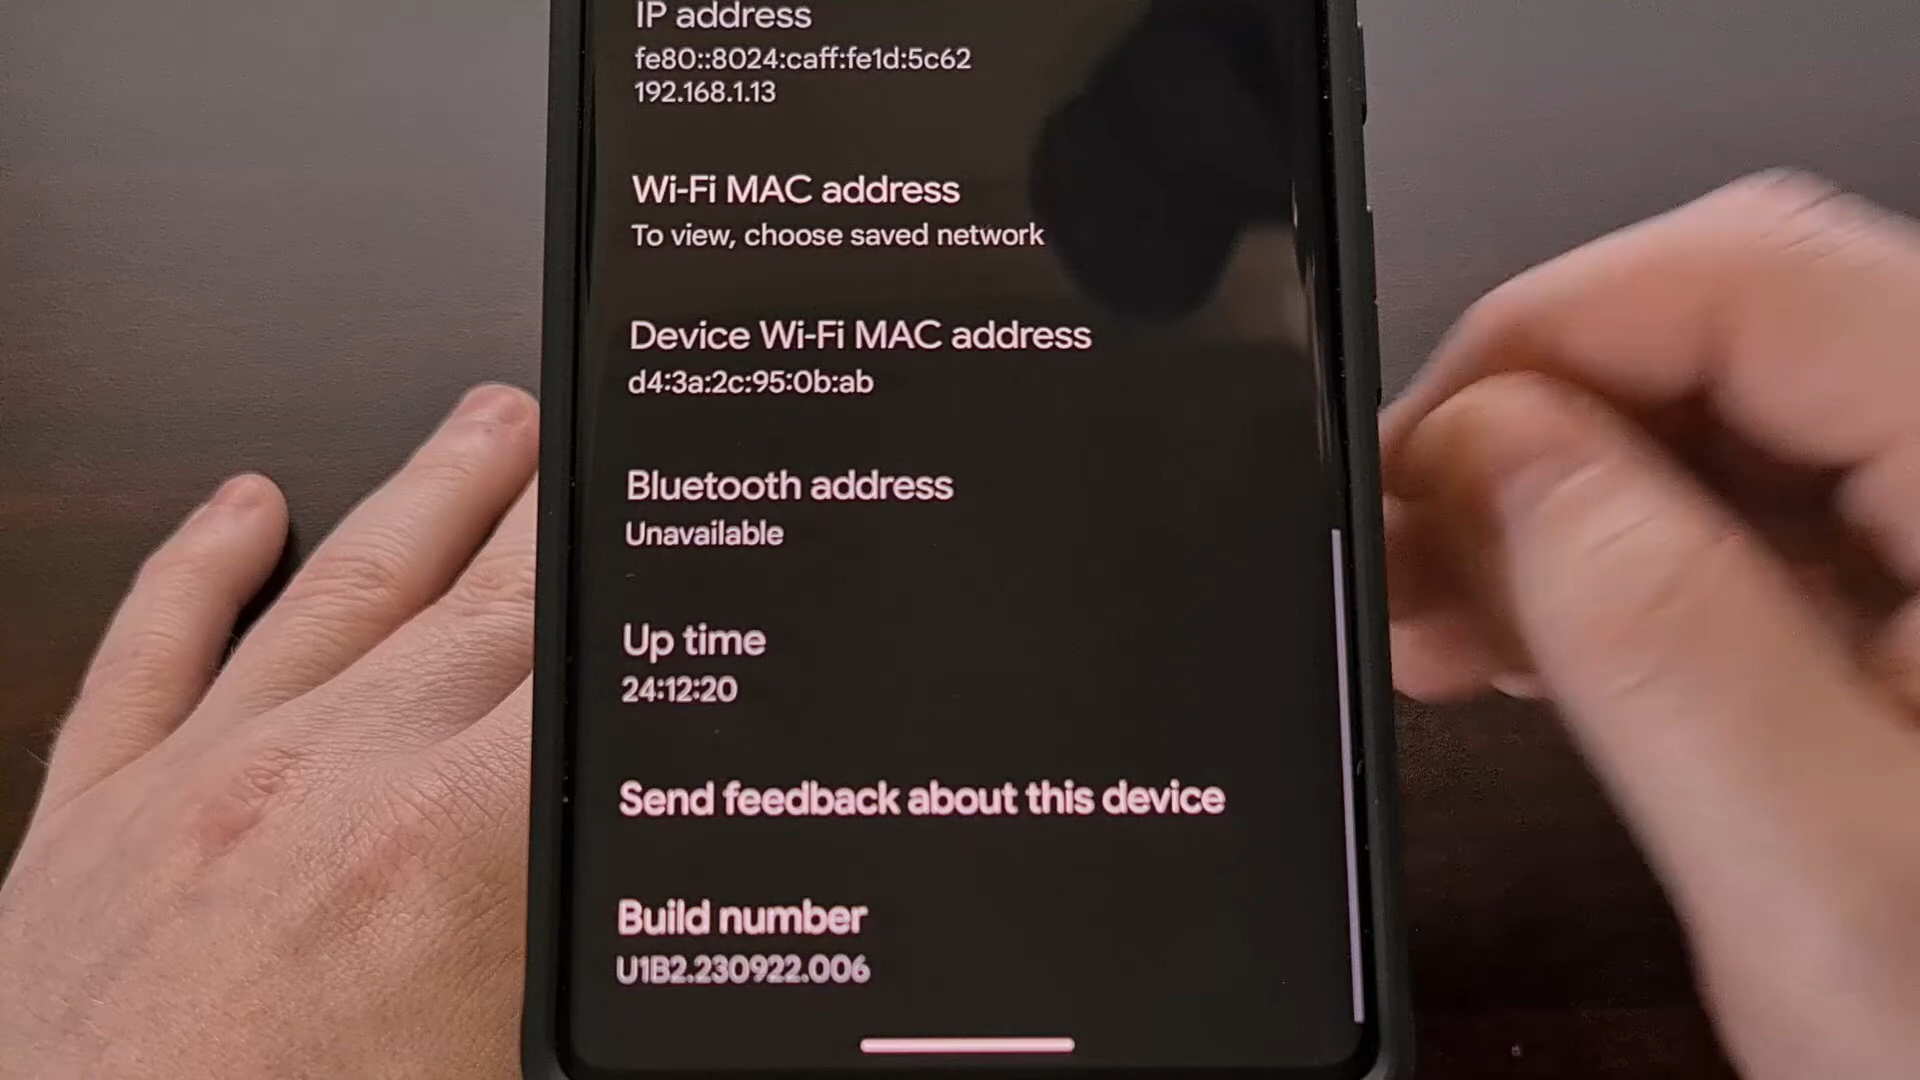 IP address
fe80::8024:caff:fe1d:5c62
192.168.1.13
Wi-Fi MAC address
To view, choose saved network
Device Wi-Fi MAC address
d4:3a:2c:95:0b:ab
Bluetooth address
Unavailable
Up time
24:12:20
Send feedback about this device
Build number
U1B2.230922.006